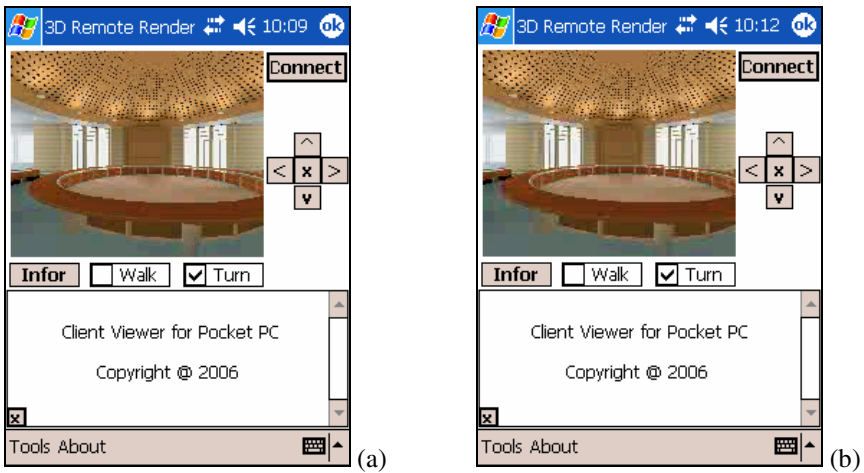 3D Remote Render 10:09 ok
Connect
^
< x >
v
Infor Walk Turn
Client Viewer for Pocket PC
Copyright @ 2006
x
Tools About
(a)
3D Remote Render 10:12 ok
Connect
^
< x >
v
Infor Walk Turn
Client Viewer for Pocket PC
Copyright @ 2006
x
Tools About
(b)